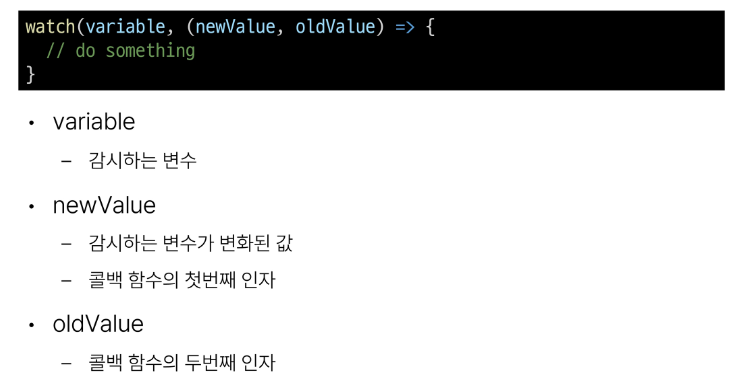 watch(variable, (newValue, oldValue) => {
  // do something
}
• variable
– 감시하는 변수
• newValue
– 감시하는 변수가 변화된 값
– 콜백 함수의 첫번째 인자
• oldValue
– 콜백 함수의 두번째 인자